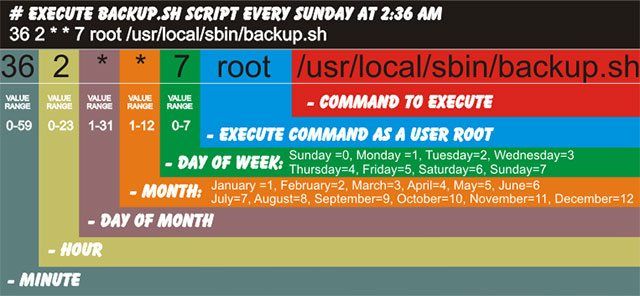 # EXECUTE BACKUP.SH SCRIPT EVERY SUNDAY AT 2:36 AM
36 2 * * 7 root /usr/local/sbin/backup.sh
36 2 * * 7 root /usr/local/sbin/backup.sh
VALUE RANGE VALUE RANGE VALUE RANGE VALUE RANGE VALUE RANGE
0-59 0-23 1-31 1-12 0-7
- COMMAND TO EXECUTE
- EXECUTE COMMAND AS A USER ROOT
- DAY OF WEEK: Sunday =0, Monday =1, Tuesday=2, Wednesday=3
Thursday=4, Friday=5, Saturday=6, Sunday=7
- MONTH: January =1, February=2, March=3, April=4, May=5, June=6
July=7, August=8, September=9, October=10, November=11, December=12
- DAY OF MONTH
- HOUR
- MINUTE